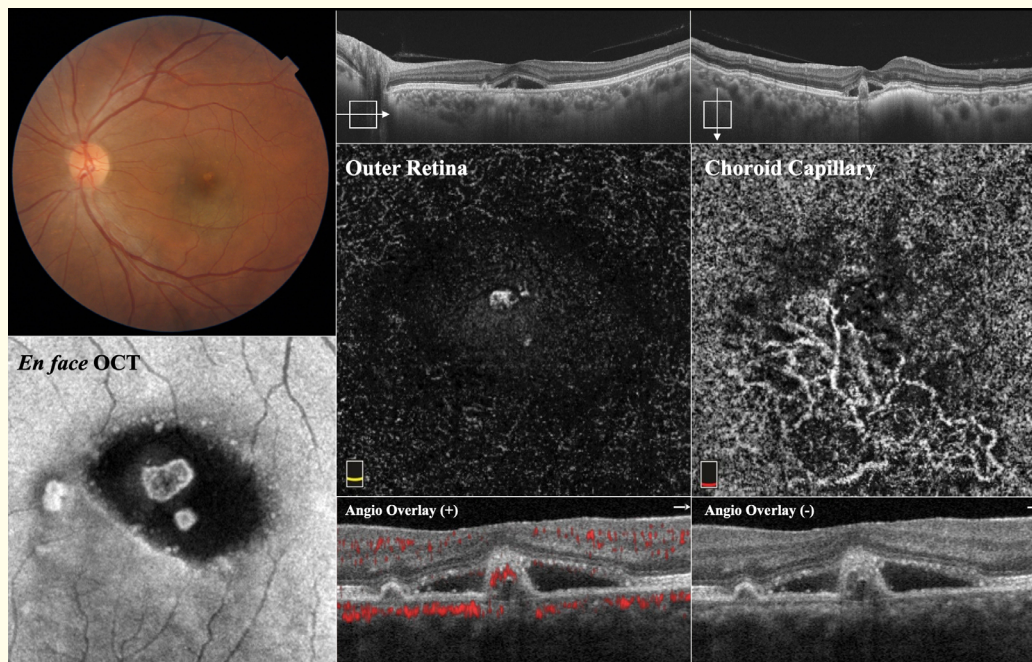 Outer Retina
Choroid Capillary
En face OCT
Angio Overlay (+)
Angio Overlay (-)